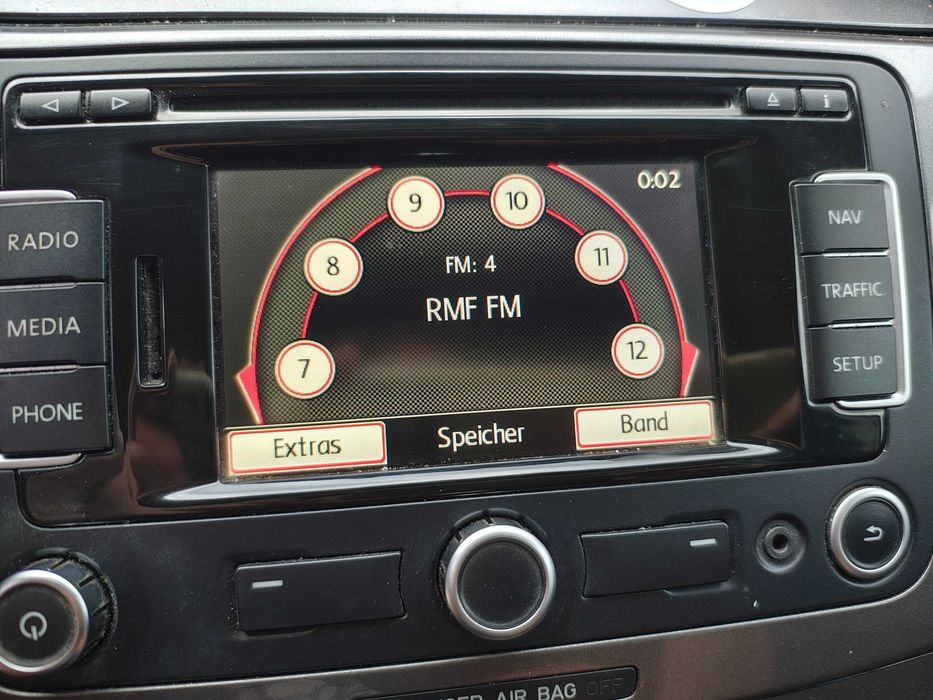 i
RADIO
MEDIA
PHONE
0:02
9
10
8
11
7
12
FM: 4
RMF FM
Extras
Speicher
Band
NAV
TRAFFIC
SETUP
AIR BAG OFF